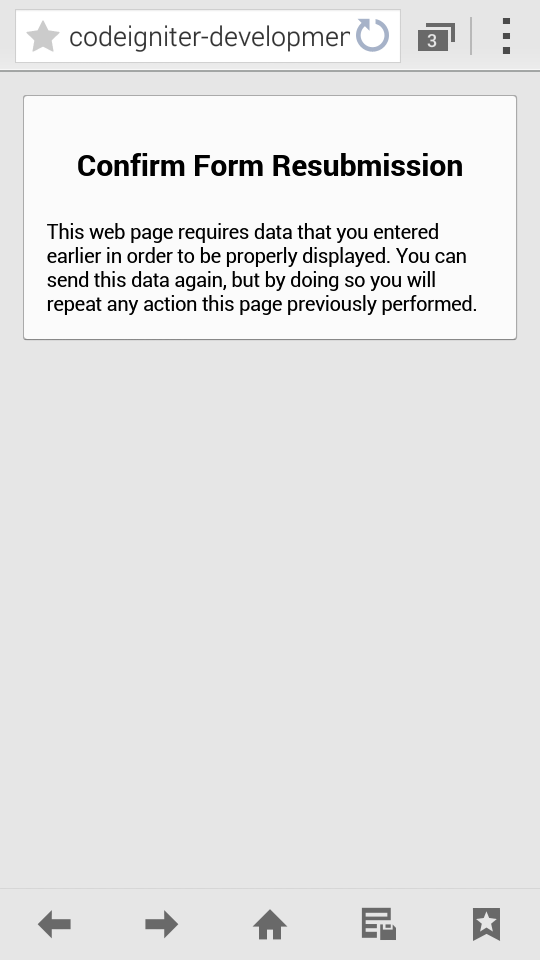 codeigniter-developmen
3
Confirm Form Resubmission
This web page requires data that you entered
earlier in order to be properly displayed. You can
send this data again, but by doing so you will
repeat any action this page previously performed.